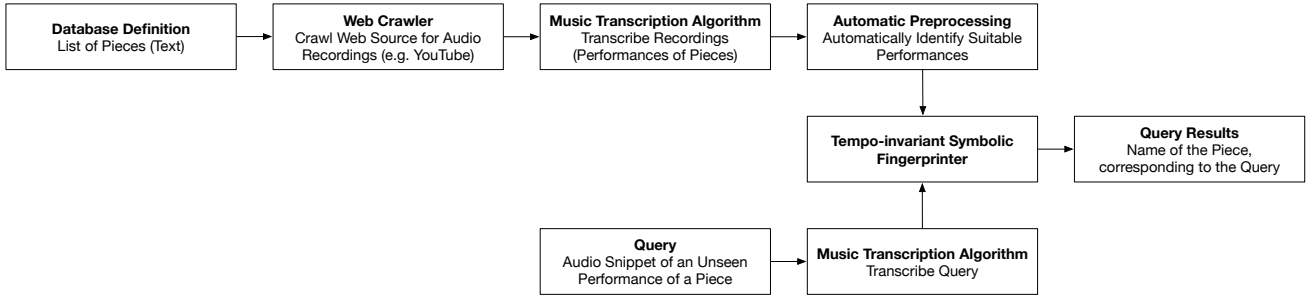 Database Definition
List of Pieces (Text)
Web Crawler
Crawl Web Source for Audio
Recordings (e.g. YouTube)
Music Transcription Algorithm
Transcribe Recordings
(Performances of Pieces)
Automatic Preprocessing
Automatically Identify Suitable
Performances
Tempo-invariant Symbolic
Fingerprinter
Query Results
Name of the Piece,
corresponding to the Query
Query
Audio Snippet of an Unseen
Performance of a Piece
Music Transcription Algorithm
Transcribe Query